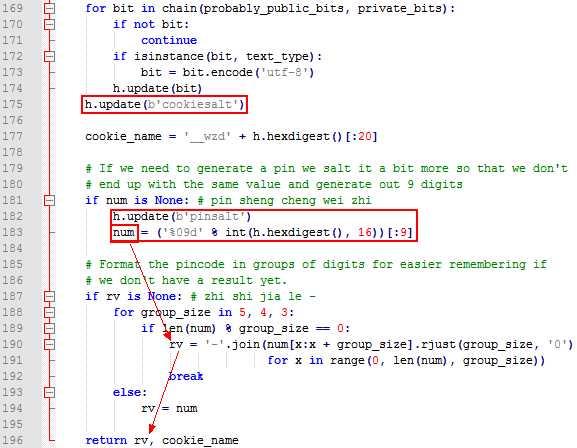 169 for bit in chain(probably_public_bits, private_bits):
170 if not bit:
171 continue
172 if isinstance(bit, text_type):
173 bit = bit.encode('utf-8')
174 h.update(bit)
175 h.update(b'cookiesalt')
176
177 cookie_name = '__wzd' + h.hexdigest()[:20]
178
179 # If we need to generate a pin we salt it a bit more so that we don't
180 # end up with the same value and generate out 9 digits
181 if num is None: # pin sheng cheng wei zhi
182 h.update(b'pinsalt')
183 num = ('%09d' % int(h.hexdigest(), 16))[:9]
184
185 # Format the pincode in groups of digits for easier remembering if
186 # we don't have a result yet.
187 if rv is None: # zhi shi jia le -
188 for group_size in 5, 4, 3:
189 if len(num) % group_size == 0:
190 rv = '-'.join(num[x:x + group_size].rjust(group_size, '0')
191 for x in range(0, len(num), group_size))
192 break
193 else:
194 rv = num
195
196 return rv, cookie_name